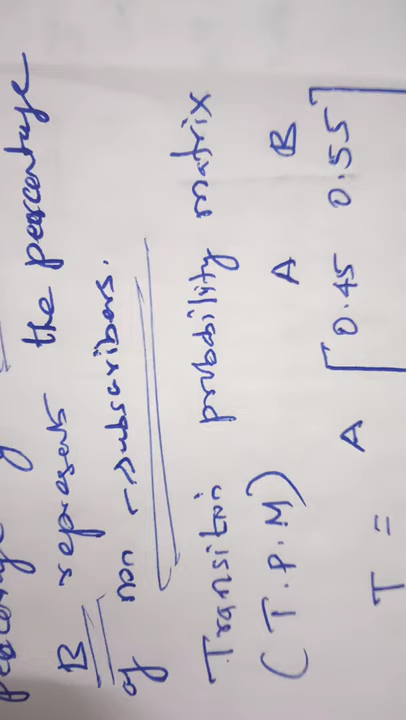 B represents the percentage
of non-subscribers.
Transition probability matrix
(T.P.M)
A B
T = A [ 0.45 0.55 ]